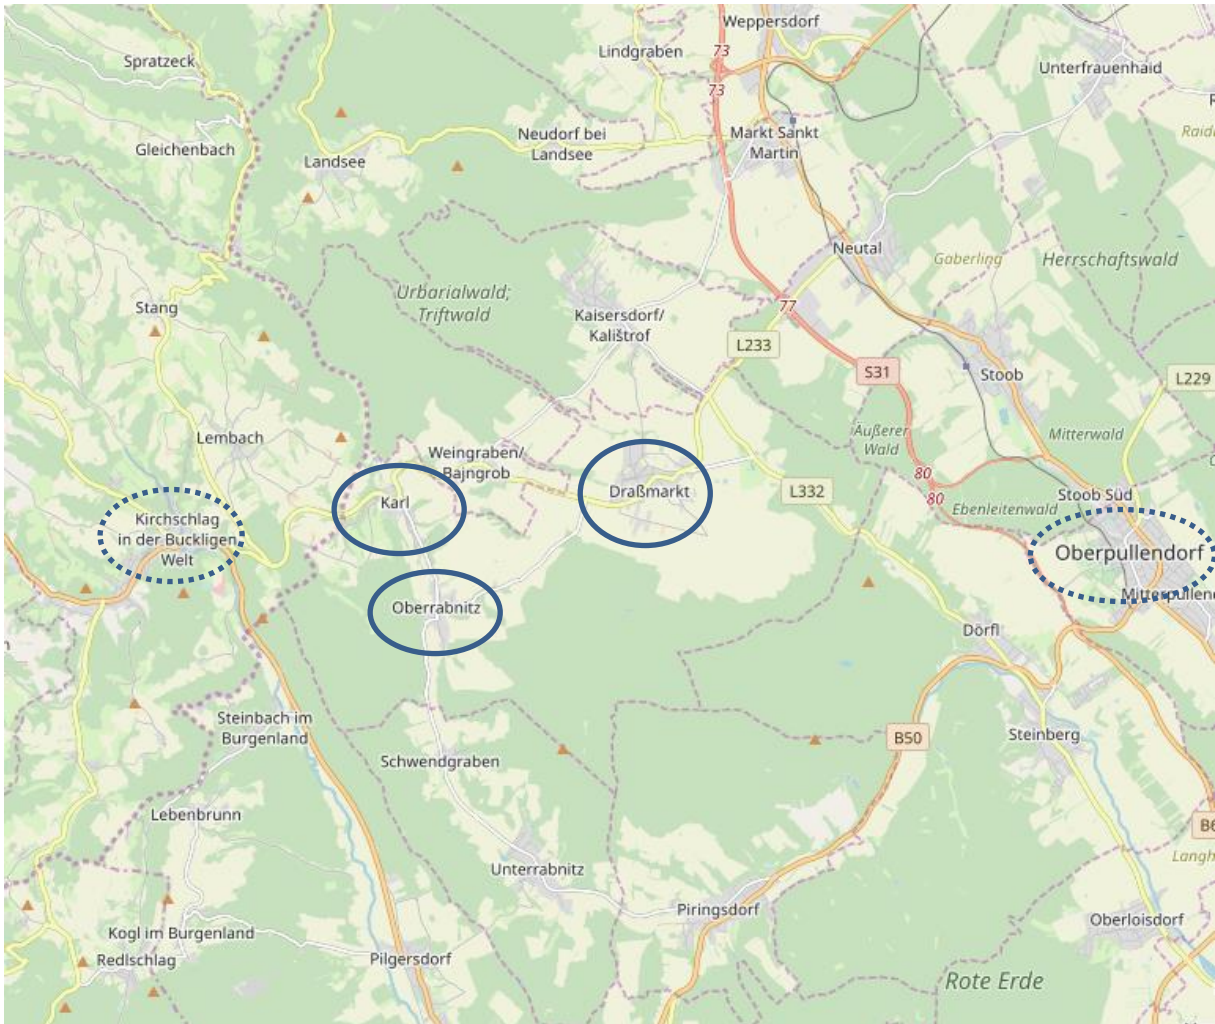 Weppersdorf
Spratzeck
Lindgraben
73
Unterfrauenhaid
73
Gleichenbach
Neudorf bei
Landsee
Markt Sankt
Martin
Landsee
Neutal
Gaberling
Herrschaftswald
Urbarialwald;
Triftwald
Stang
77
Kaisersdorf/
Kalištrof
L233
S31
Stoob
L229
Lembach
Äußerer
Wald
Mitterwald
Weingraben/
Bajngrob
80
80
Draßmarkt
L332
Karl
Stoob Süd
Ebenleitenwald
Kirchschlag
in der Buckligen
Welt
Oberpullendorf
Oberrabnitz
Dörfl
Steinbach im
Burgenland
Steinberg
B50
Schwendgraben
Lebenbrunn
Unterrabnitz
Piringsdorf
Oberloisdorf
Kogl im Burgenland
Redlschlag
Pilgersdorf
Rote Erde